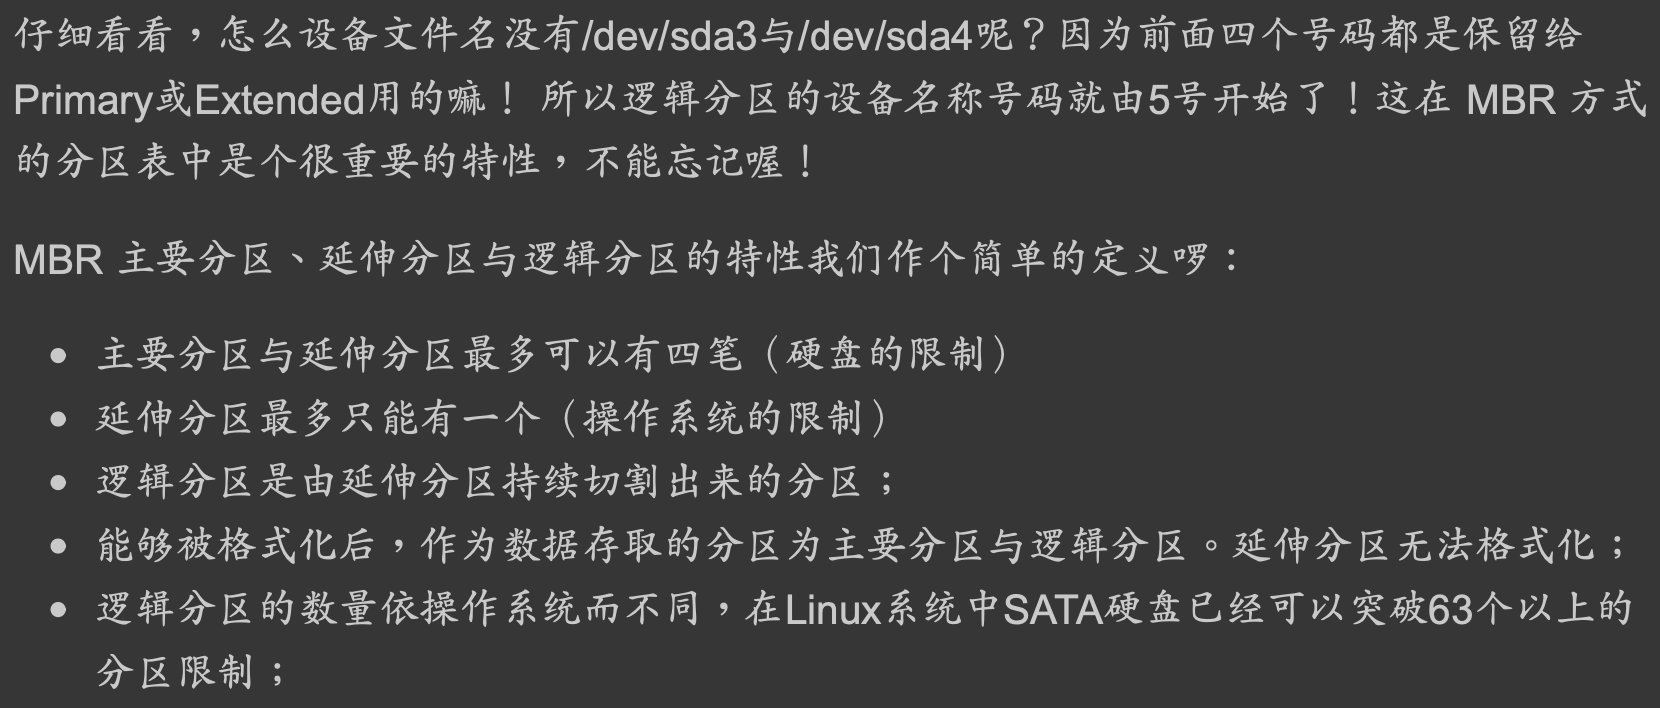 仔细看看，怎么设备文件名没有/dev/sda3与/dev/sda4呢？因为前面四个号码都是保留给
Primary或Extended用的嘛！ 所以逻辑分区的设备名称号码就由5号开始了！这在 MBR 方式
的分区表中是个很重要的特性，不能忘记喔！
MBR 主要分区、延伸分区与逻辑分区的特性我们作个简单的定义啰：
● 主要分区与延伸分区最多可以有四笔（硬盘的限制）
● 延伸分区最多只能有一个（操作系统的限制）
● 逻辑分区是由延伸分区持续切割出来的分区；
● 能够被格式化后，作为数据存取的分区为主要分区与逻辑分区。延伸分区无法格式化；
● 逻辑分区的数量依操作系统而不同，在Linux系统中SATA硬盘已经可以突破63个以上的
分区限制；